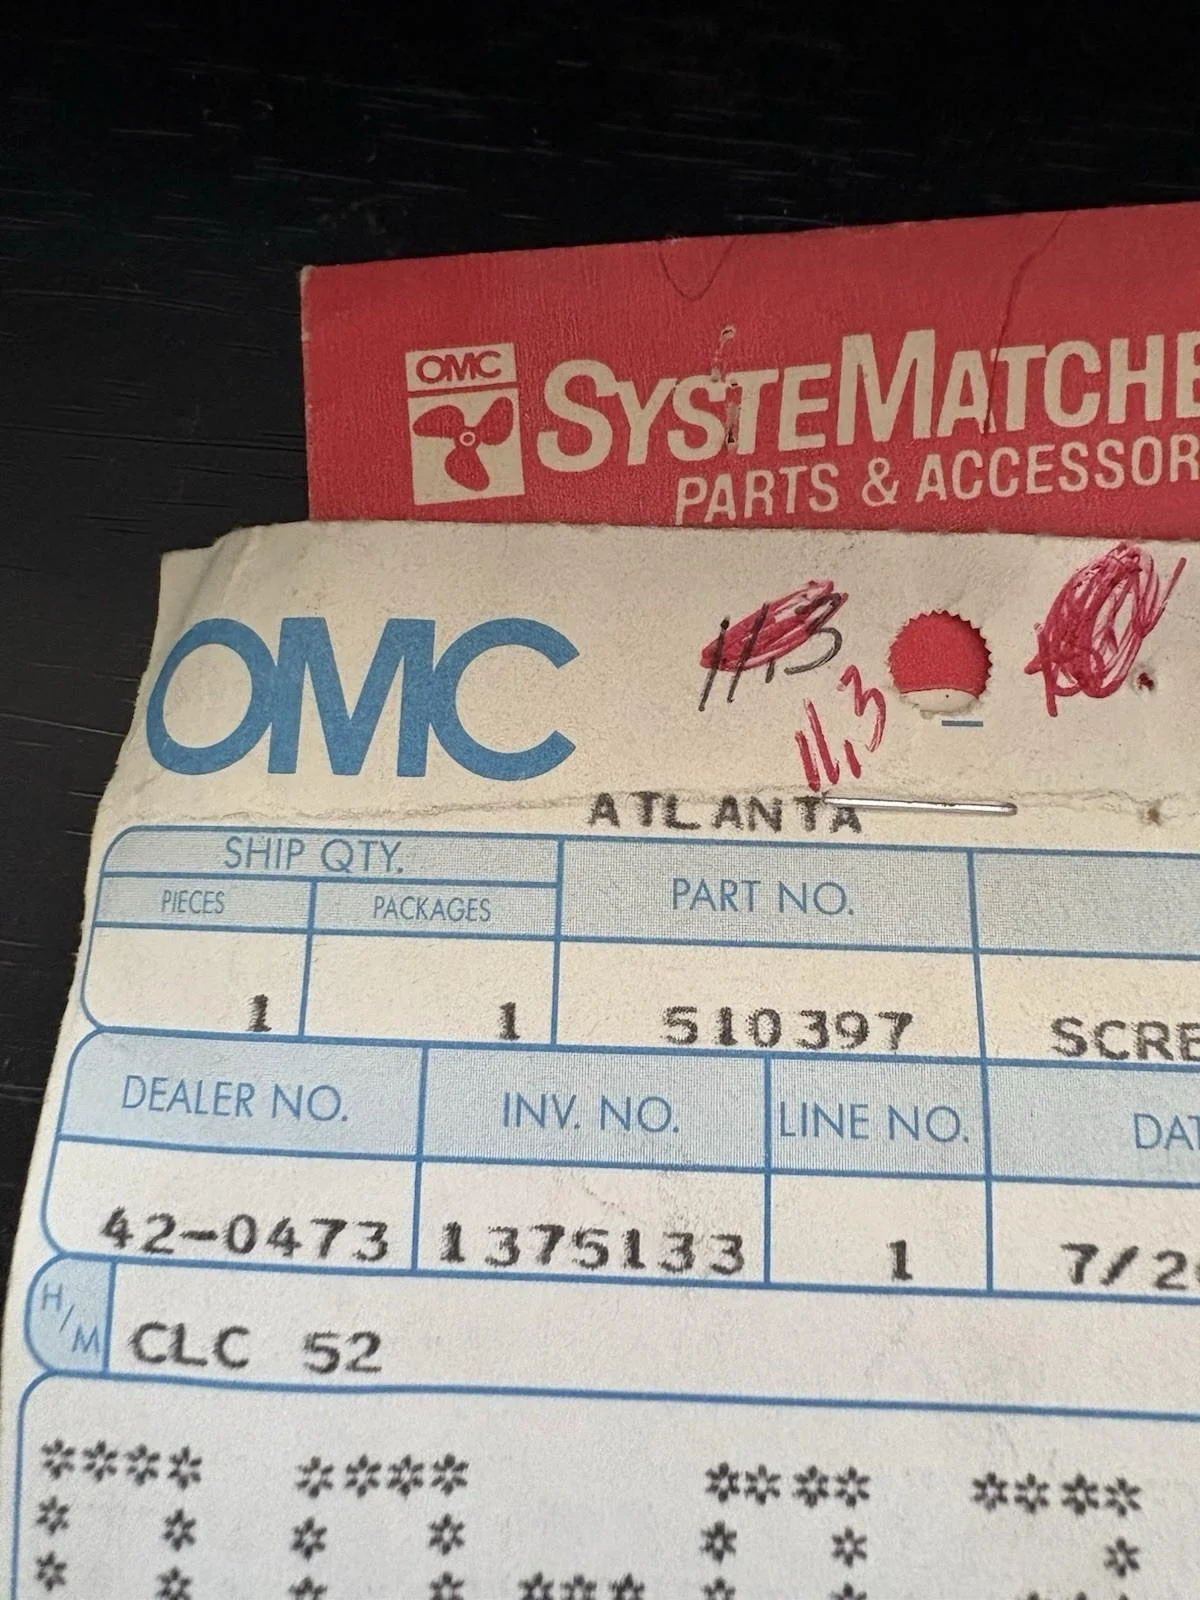 OMC
SYSTEMATCHE
PARTS & ACCESSOR
OMC
11.3
11.3
ATLANTA
SHIP QTY.
PIECES PACKAGES PART NO.
1 1 510397 SCRE
DEALER NO. INV. NO. LINE NO. DAT
42-0473 1375133 1 7/2
H/M CLC 52